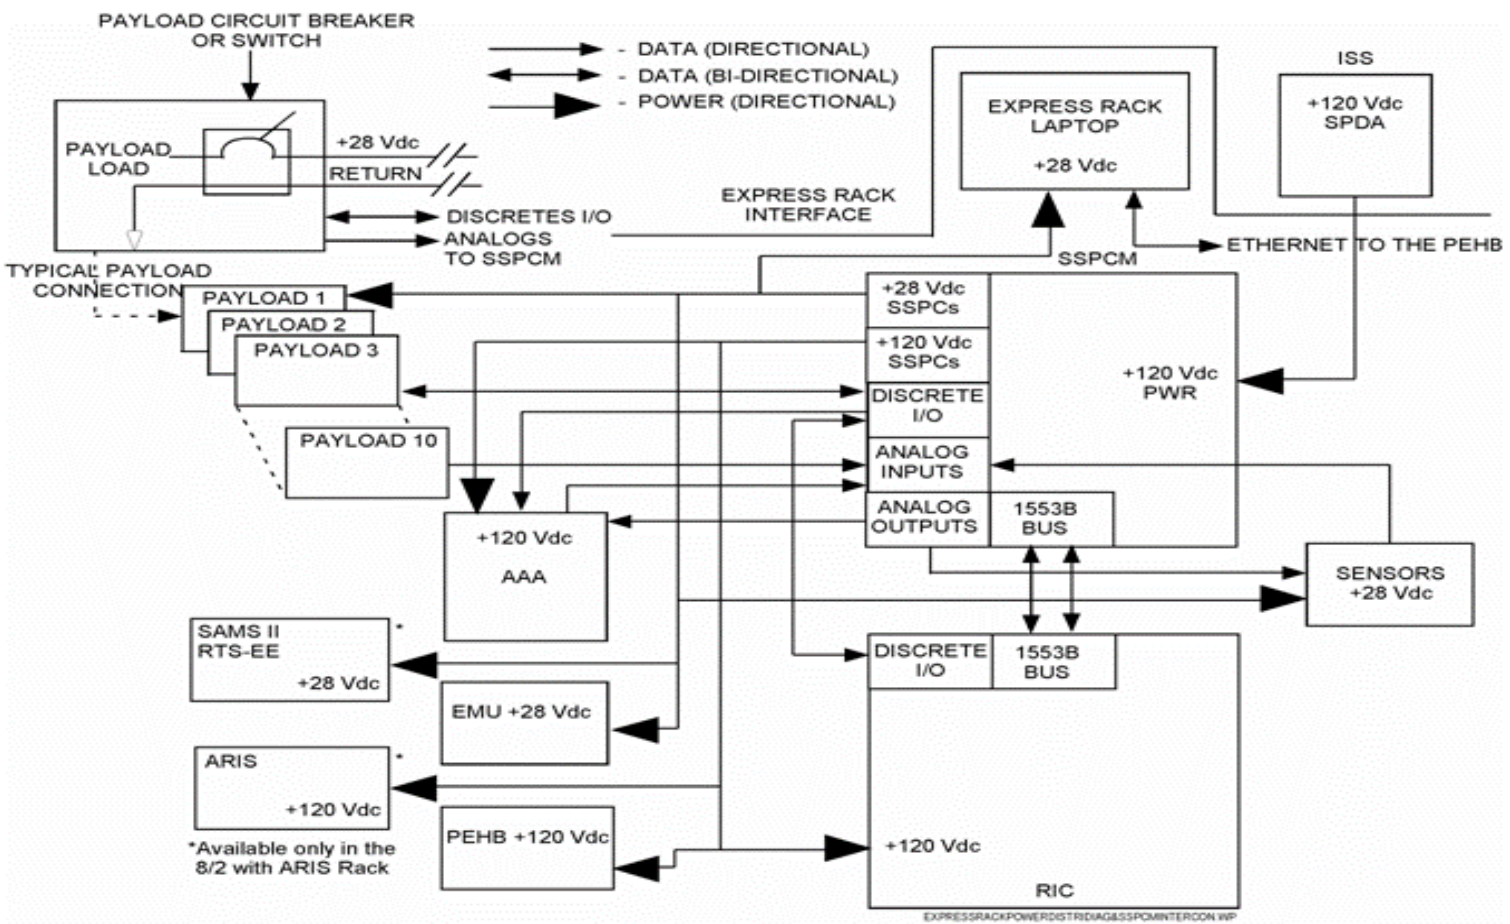 PAYLOAD CIRCUIT BREAKER
OR SWITCH
- DATA (DIRECTIONAL)
- DATA (BI-DIRECTIONAL)
- POWER (DIRECTIONAL)
ISS
+120 Vdc
SPDA
EXPRESS RACK
LAPTOP
+28 Vdc
PAYLOAD
LOAD
+28 Vdc
RETURN
DISCRETES I/O
ANALOGS
TO SSPCM
EXPRESS RACK
INTERFACE
SSPCM
ETHERNET TO THE PEHB
TYPICAL PAYLOAD
CONNECTION
PAYLOAD 1
PAYLOAD 2
PAYLOAD 3
PAYLOAD 10
+28 Vdc
SSPCs
+120 Vdc
SSPCs
DISCRETE
I/O
ANALOG
INPUTS
ANALOG
OUTPUTS
1553B
BUS
+120 Vdc
PWR
+120 Vdc
AAA
SENSORS
+28 Vdc
SAMS II
RTS-EE
+28 Vdc
*
EMU +28 Vdc
ARIS
+120 Vdc
*
PEHB +120 Vdc
*Available only in the
8/2 with ARIS Rack
DISCRETE
I/O
1553B
BUS
+120 Vdc
RIC
EXPRESSRACKPOWERDISTRIDIAG&SSPCMINTERCON.WP